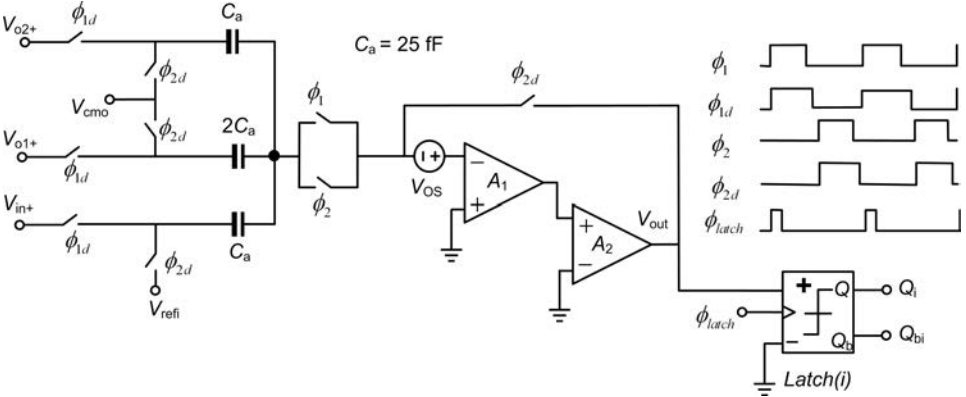 V_o2+
ϕ_1d
C_a
C_a = 25 fF
ϕ_2d
V_cmo
ϕ_2d
V_o1+
ϕ_1d
2C_a
V_in+
ϕ_1d
C_a
ϕ_2d
V_refi
ϕ_1
ϕ_2
ϕ_2d
V_OS
−
+
A_1
+
−
A_2
V_out
ϕ_1
ϕ_1d
ϕ_2
ϕ_2d
ϕ_latch
ϕ_latch
+
−
Q
Q_b
Q_i
Q_bi
Latch(i)